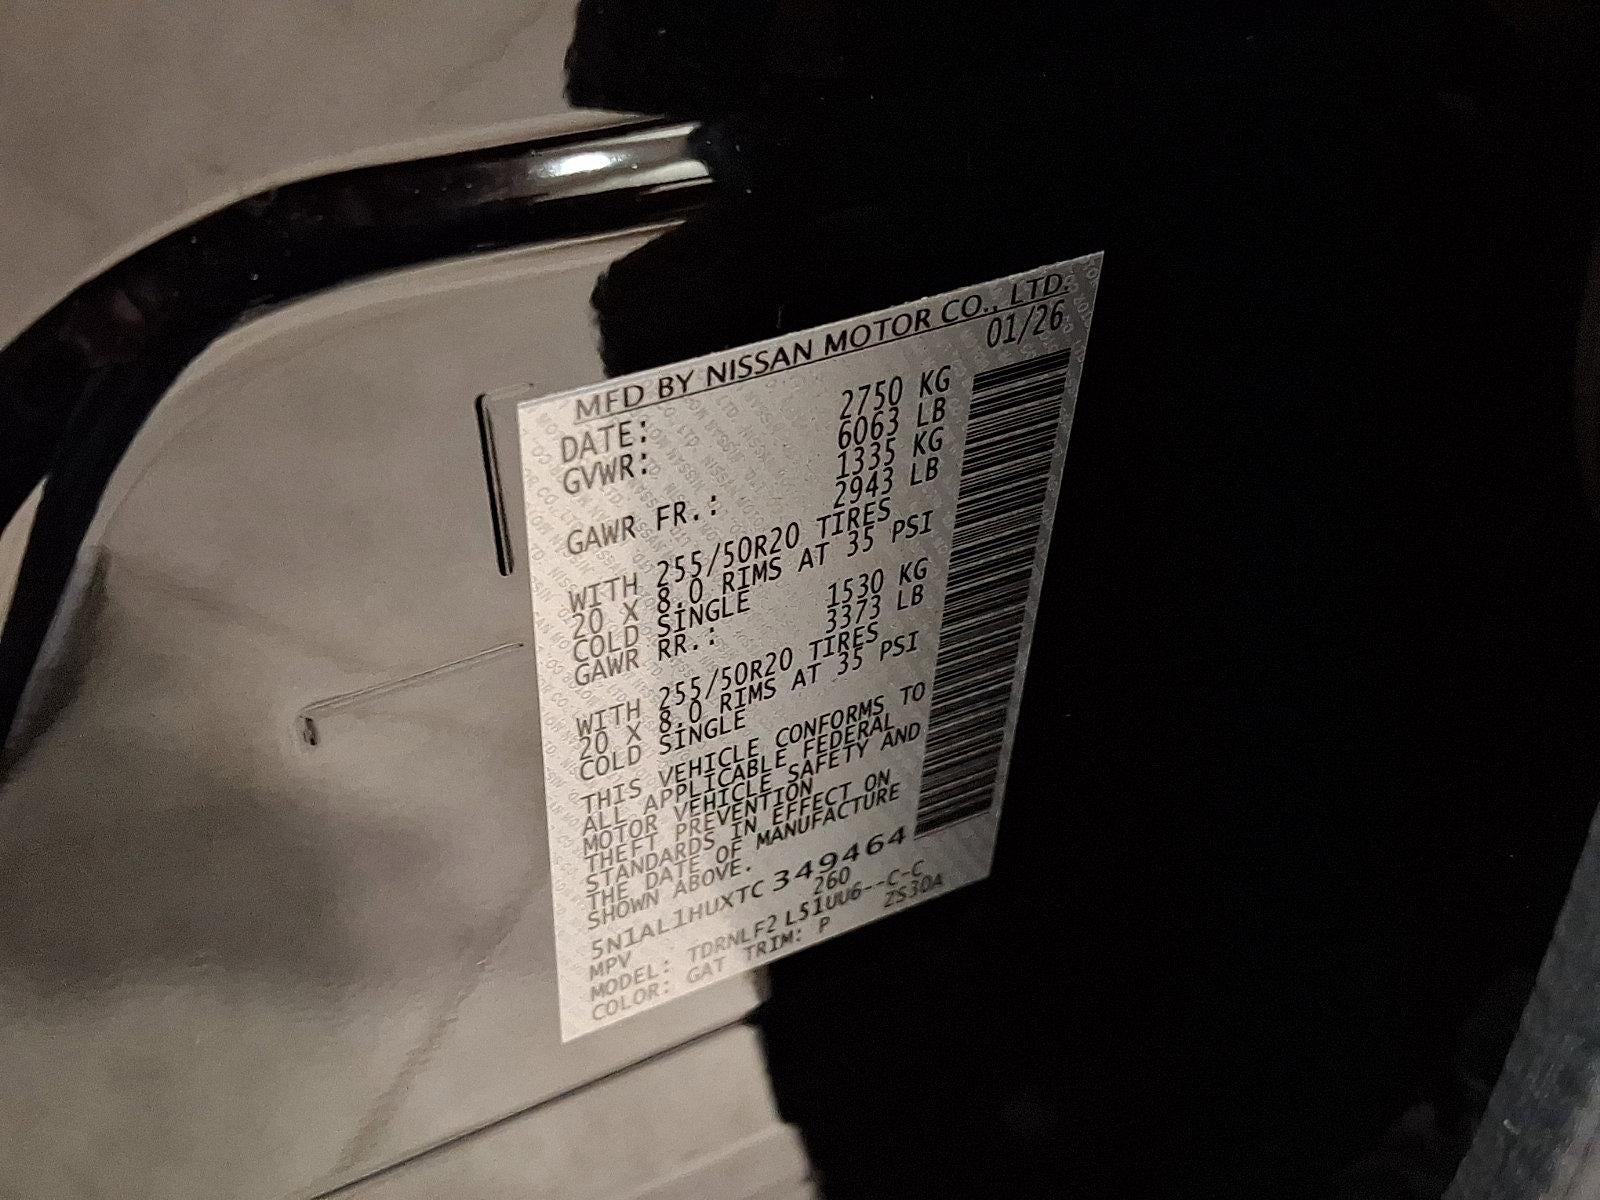 MFD BY NISSAN MOTOR CO., LTD.
DATE: 01/26
GVWR: 2750 KG
6063 LB
GAWR FR.: 1335 KG
2943 LB
WITH 255/50R20 TIRES
20 X 8.0 RIMS AT 35 PSI
COLD SINGLE
GAWR RR.: 1530 KG
3373 LB
WITH 255/50R20 TIRES
20 X 8.0 RIMS AT 35 PSI
COLD SINGLE
THIS VEHICLE CONFORMS TO
ALL APPLICABLE FEDERAL
MOTOR VEHICLE SAFETY AND
THEFT PREVENTION
STANDARDS IN EFFECT ON
THE DATE OF MANUFACTURE
SHOWN ABOVE.
5N1AL1HUXTC349464
MPV 260
MODEL: TDRNLF2 L51UU6--C-C
COLOR: GAT TRIM: P ZS30A